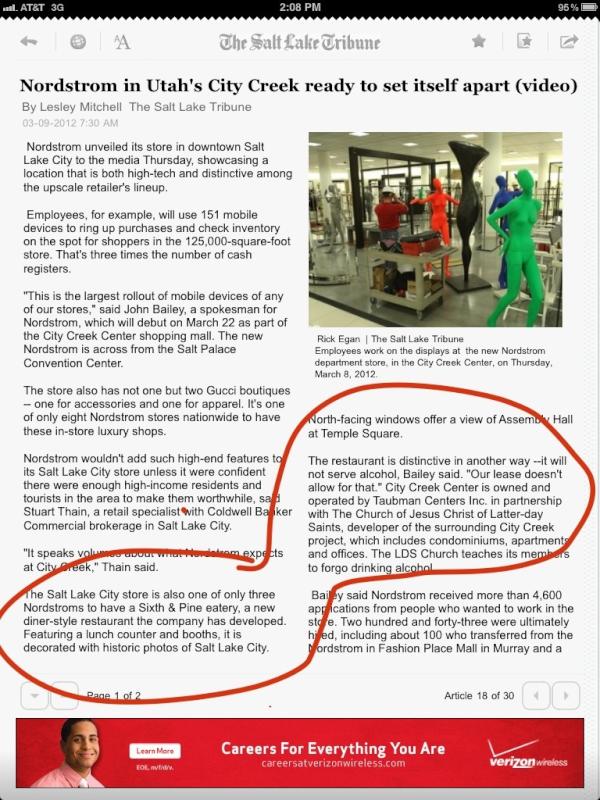 AT&T 3G
2:08 PM
95%
A
A
The Salt Lake Tribune
Nordstrom in Utah's City Creek ready to set itself apart (video)
By Lesley Mitchell The Salt Lake Tribune
03-09-2012 7:30 AM
Nordstrom unveiled its store in downtown Salt
Lake City to the media Thursday, showcasing a
location that is both high-tech and distinctive among
the upscale retailer's lineup.
Employees, for example, will use 151 mobile
devices to ring up purchases and check inventory
on the spot for shoppers in the 125,000-square-foot
store. That's three times the number of cash
registers.
"This is the largest rollout of mobile devices of any
of our stores," said John Bailey, a spokesman for
Nordstrom, which will debut on March 22 as part of
the City Creek Center shopping mall. The new
Nordstrom is across from the Salt Palace
Convention Center.
The store also has not one but two Gucci boutiques
-- one for accessories and one for apparel. It's one
of only eight Nordstrom stores nationwide to have
these in-store luxury shops.
Nordstrom wouldn't add such high-end features to
its Salt Lake City store unless it were confident
there were enough high-income residents and
tourists in the area to make them worthwhile, said
Stuart Thain, a retail specialist with Coldwell Banker
Commercial brokerage in Salt Lake City.
"It speaks volumes about what Nordstrom expects
at City Creek," Thain said.
The Salt Lake City store is also one of only three
Nordstroms to have a Sixth & Pine eatery, a new
diner-style restaurant the company has developed.
Featuring a lunch counter and booths, it is
decorated with historic photos of Salt Lake City.
Rick Egan | The Salt Lake Tribune
Employees work on the displays at the new Nordstrom
department store, in the City Creek Center, on Thursday,
March 8, 2012.
North-facing windows offer a view of Assembly Hall
at Temple Square.
The restaurant is distinctive in another way --it will
not serve alcohol, Bailey said. "Our lease doesn't
allow for that." City Creek Center is owned and
operated by Taubman Centers Inc. in partnership
with The Church of Jesus Christ of Latter-day
Saints, developer of the surrounding City Creek
project, which includes condominiums, apartments
and offices. The LDS Church teaches its members
to forgo drinking alcohol.
Bailey said Nordstrom received more than 4,600
applications from people who wanted to work in the
store. Two hundred and forty-three were ultimately
hired, including about 100 who transferred from the
Nordstrom in Fashion Place Mall in Murray and a
Page 1 of 2
Article 18 of 30
Learn More
EOE, m/f/d/v.
Careers For Everything You Are
careersatverizonwireless.com
verizon wireless